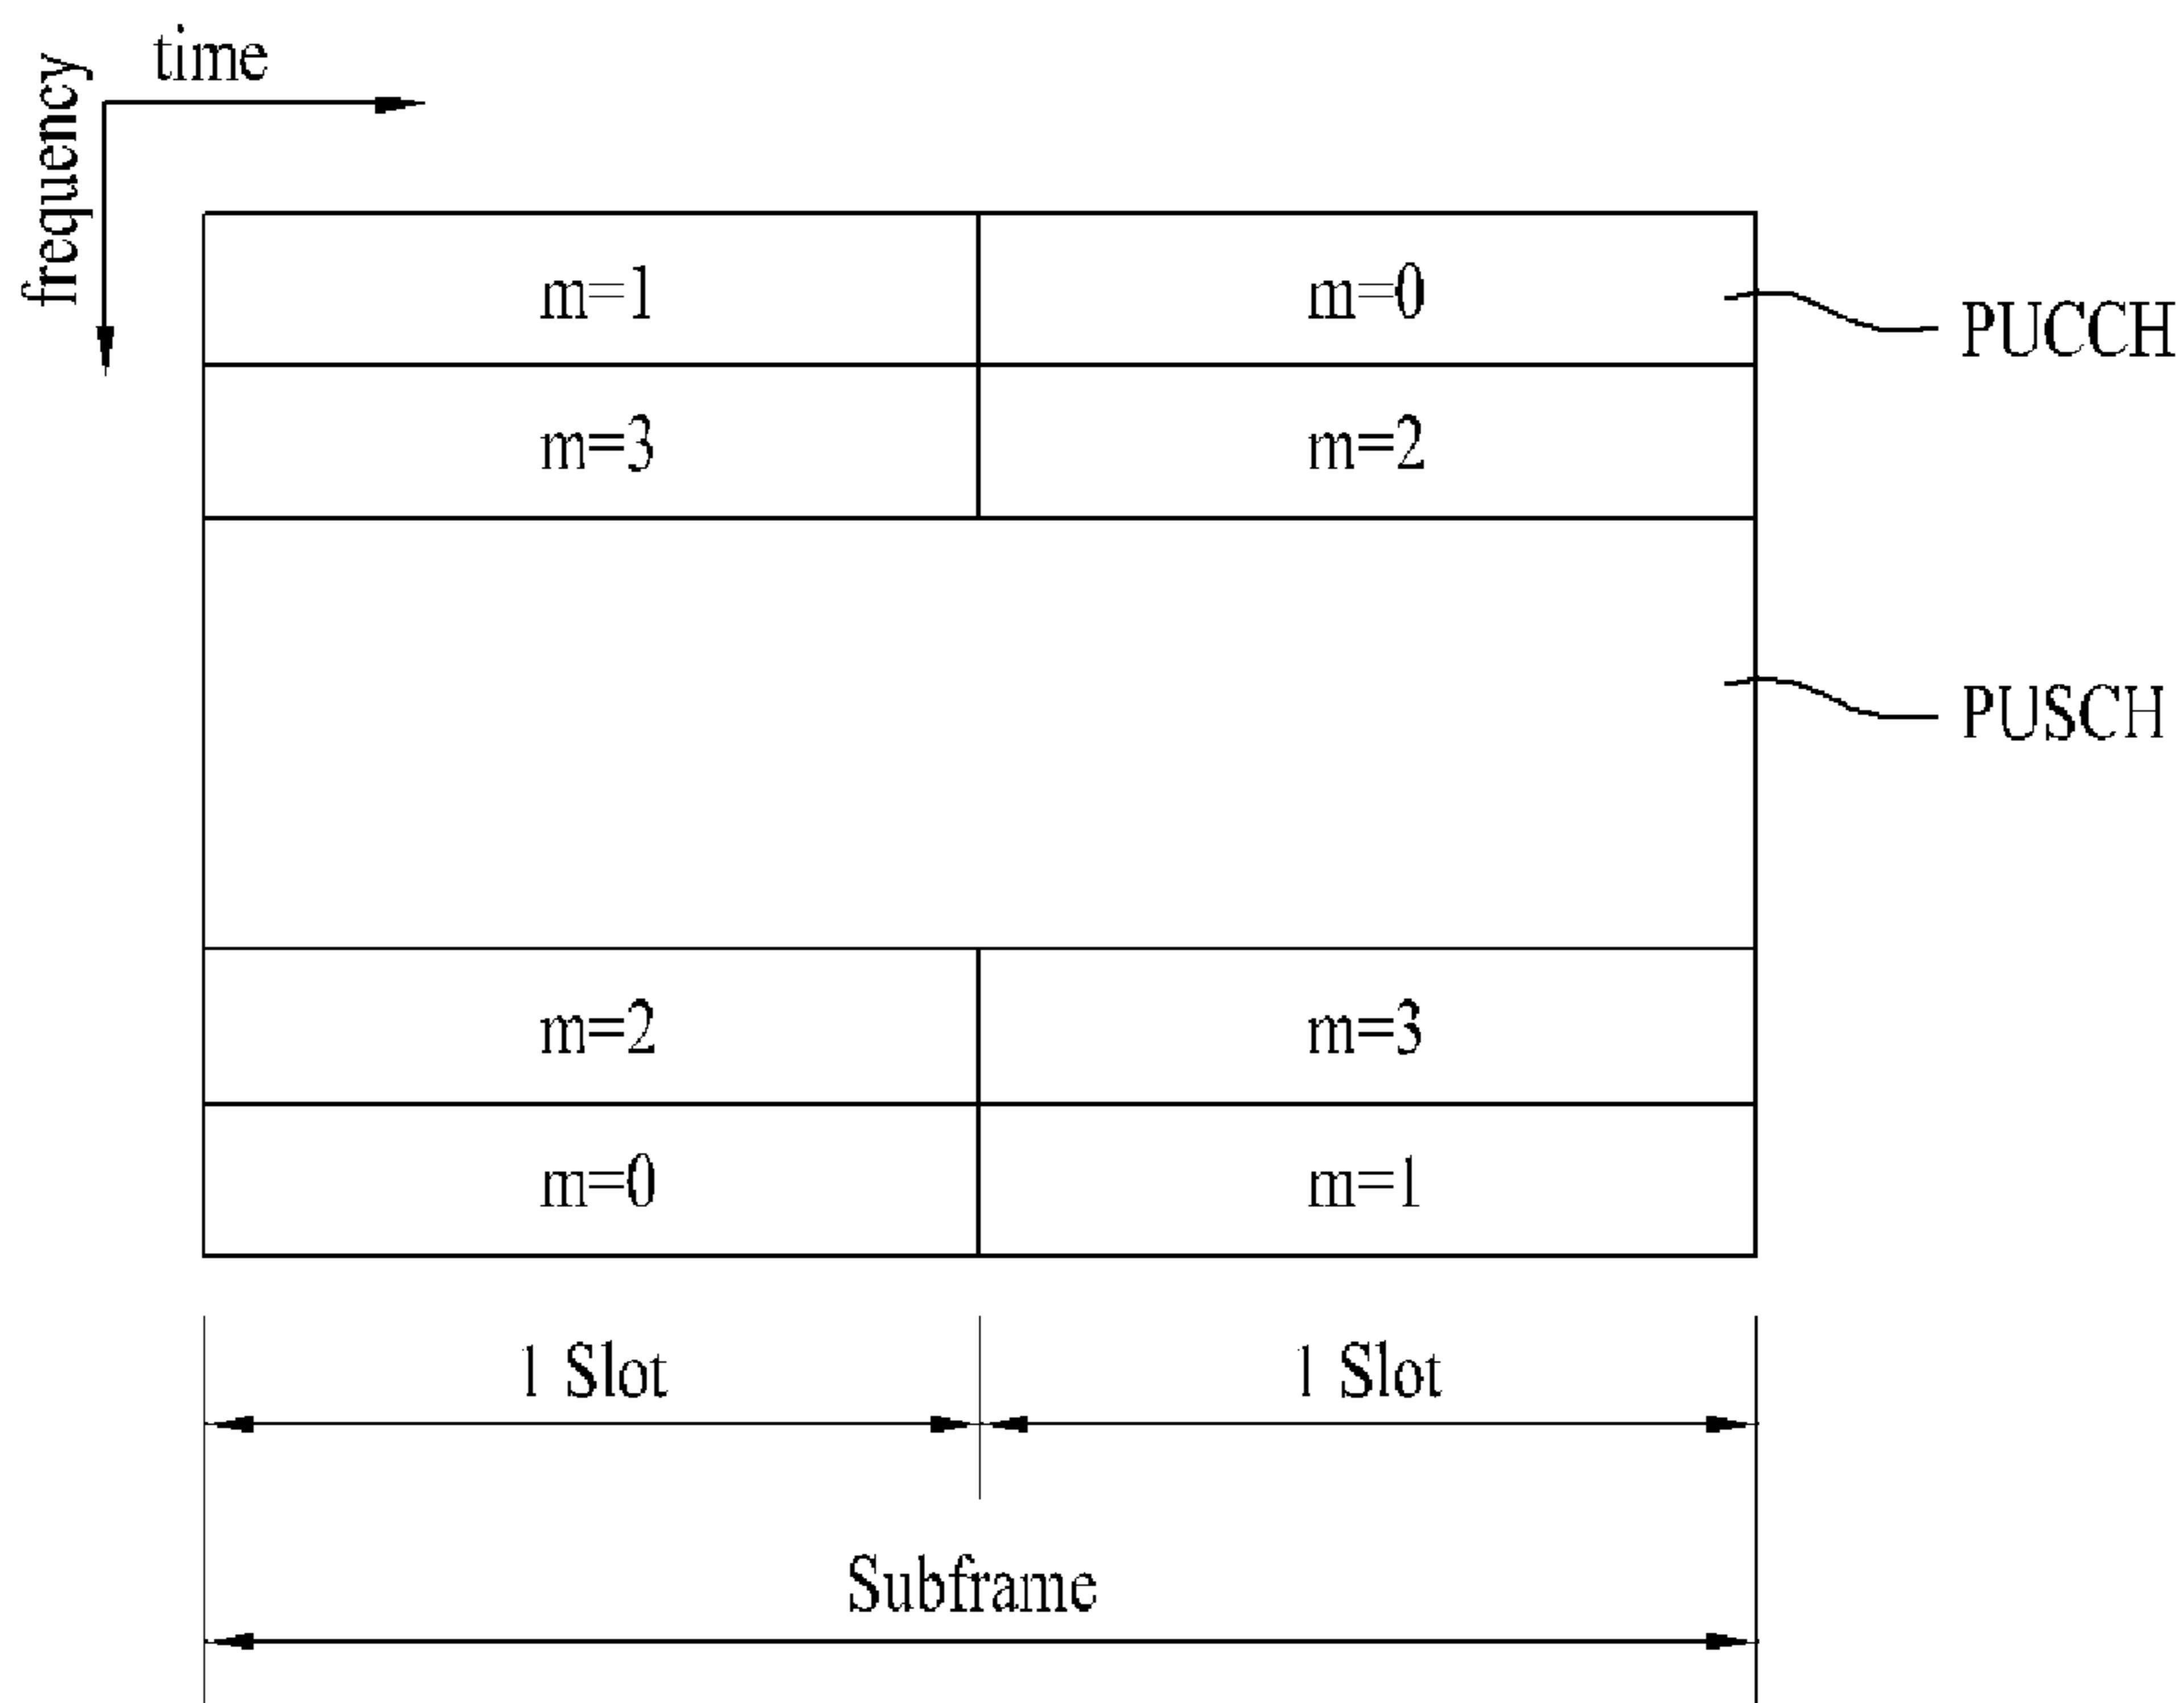 time
frequency
m=1
m=0
PUCCH
m=3
m=2
PUSCH
m=2
m=3
m=0
m=1
1 Slot
1 Slot
Subframe